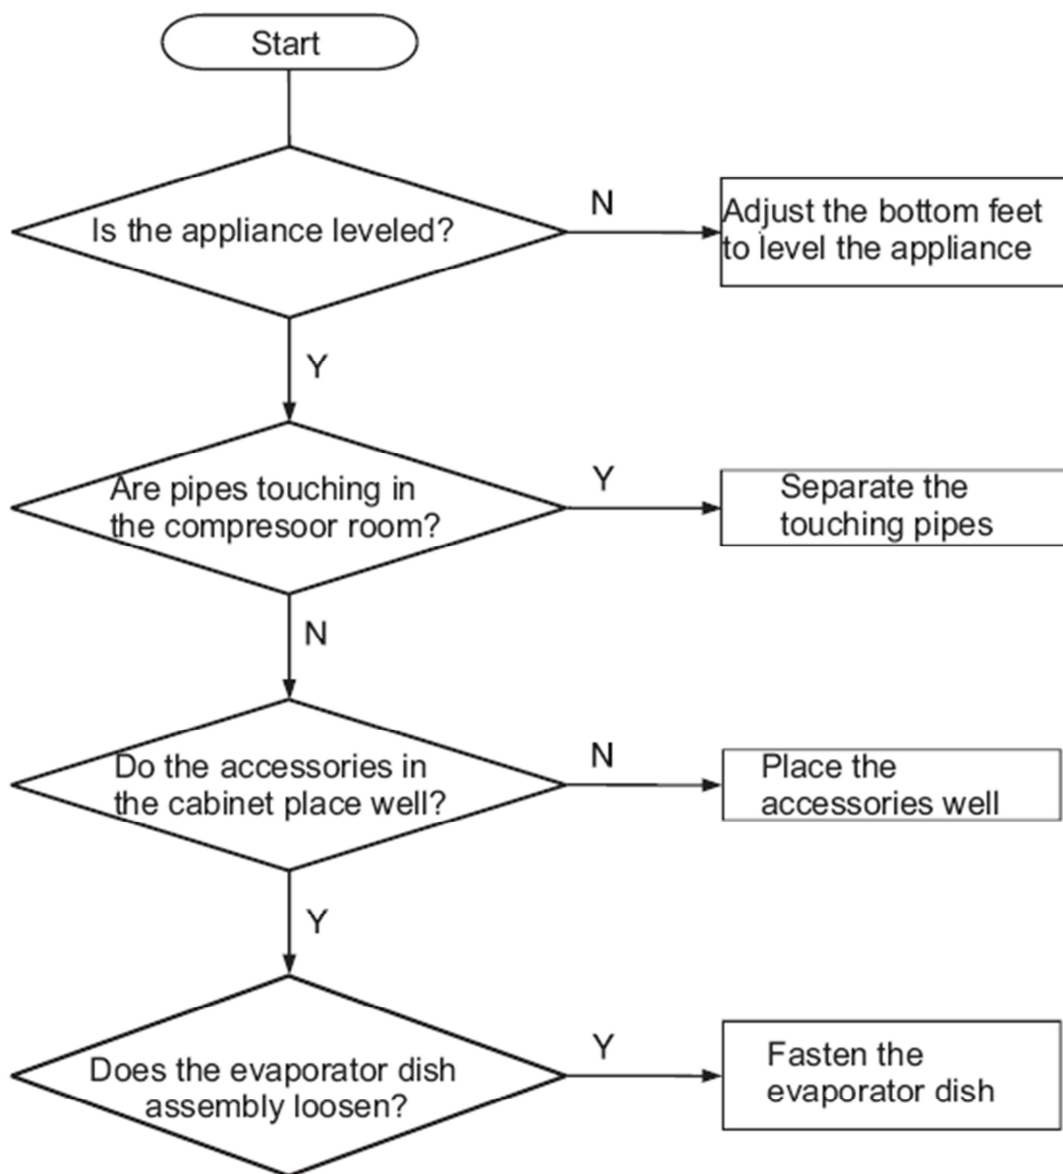 Start
Is the appliance leveled?
N
Adjust the bottom feet
to level the appliance
Y
Are pipes touching in
the compresoor room?
Y
Separate the
touching pipes
N
Do the accessories in
the cabinet place well?
N
Place the
accessories well
Y
Does the evaporator dish
assembly loosen?
Y
Fasten the
evaporator dish